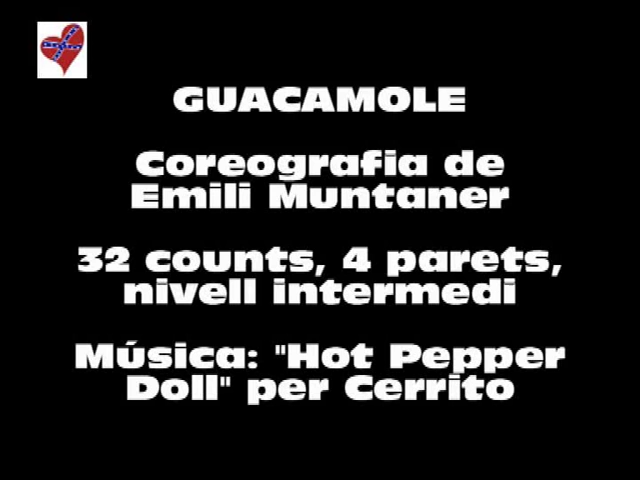 GUACAMOLE
Coreografia de
Emili Muntaner
32 counts, 4 parets,
nivell intermedi
Música: "Hot Pepper
Doll" per Cerrito